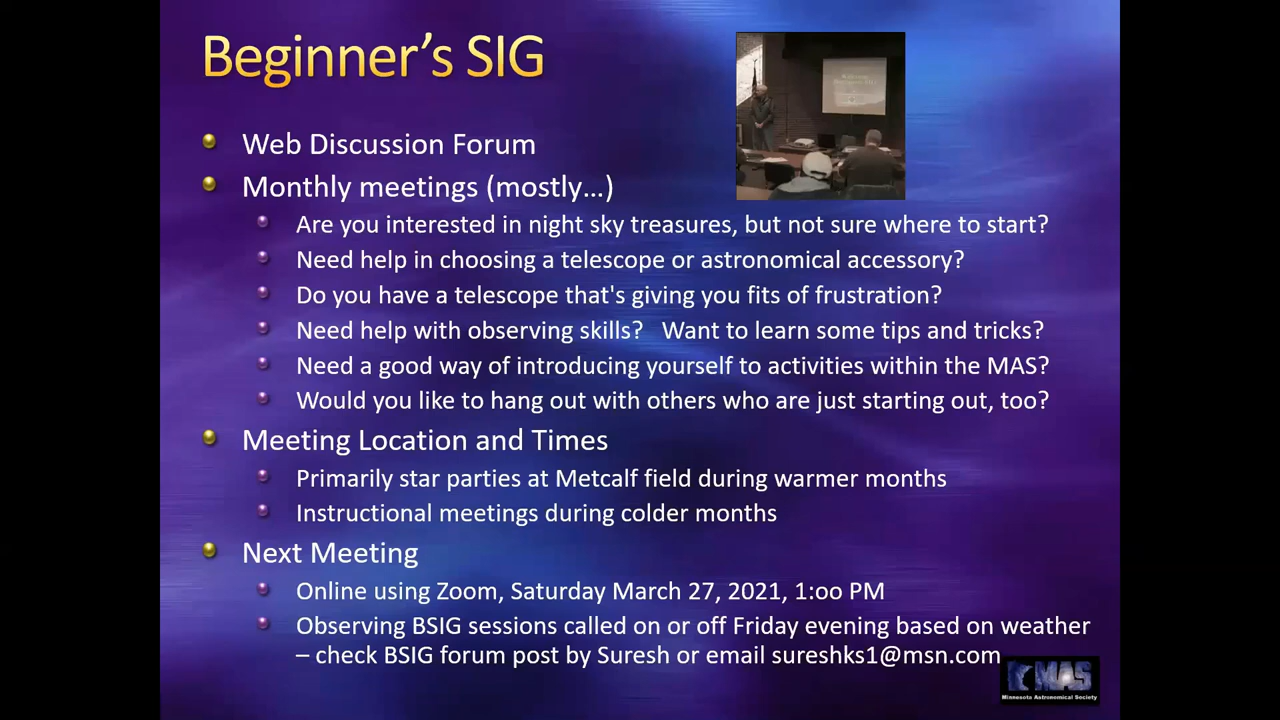 Beginner's SIG
Web Discussion Forum
Monthly meetings (mostly…)
Are you interested in night sky treasures, but not sure where to start?
Need help in choosing a telescope or astronomical accessory?
Do you have a telescope that's giving you fits of frustration?
Need help with observing skills?   Want to learn some tips and tricks?
Need a good way of introducing yourself to activities within the MAS?
Would you like to hang out with others who are just starting out, too?
Meeting Location and Times
Primarily star parties at Metcalf field during warmer months
Instructional meetings during colder months
Next Meeting
Online using Zoom, Saturday March 27, 2021, 1:oo PM
Observing BSIG sessions called on or off Friday evening based on weather
– check BSIG forum post by Suresh or email sureshks1@msn.com
MAS
Minnesota Astronomical Society